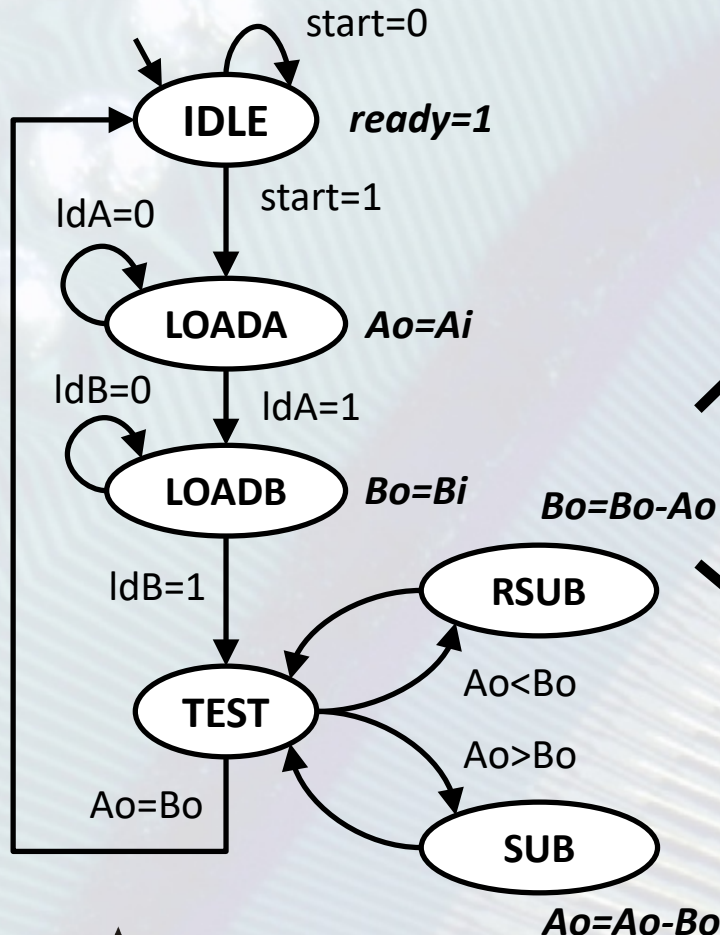 start=0
IDLE
ready=1
start=1
ldA=0
LOADA
Ao=Ai
ldB=0
ldA=1
LOADB
Bo=Bi
Bo=Bo-Ao
ldB=1
RSUB
Ao<Bo
TEST
Ao>Bo
Ao=Bo
SUB
Ao=Ao-Bo